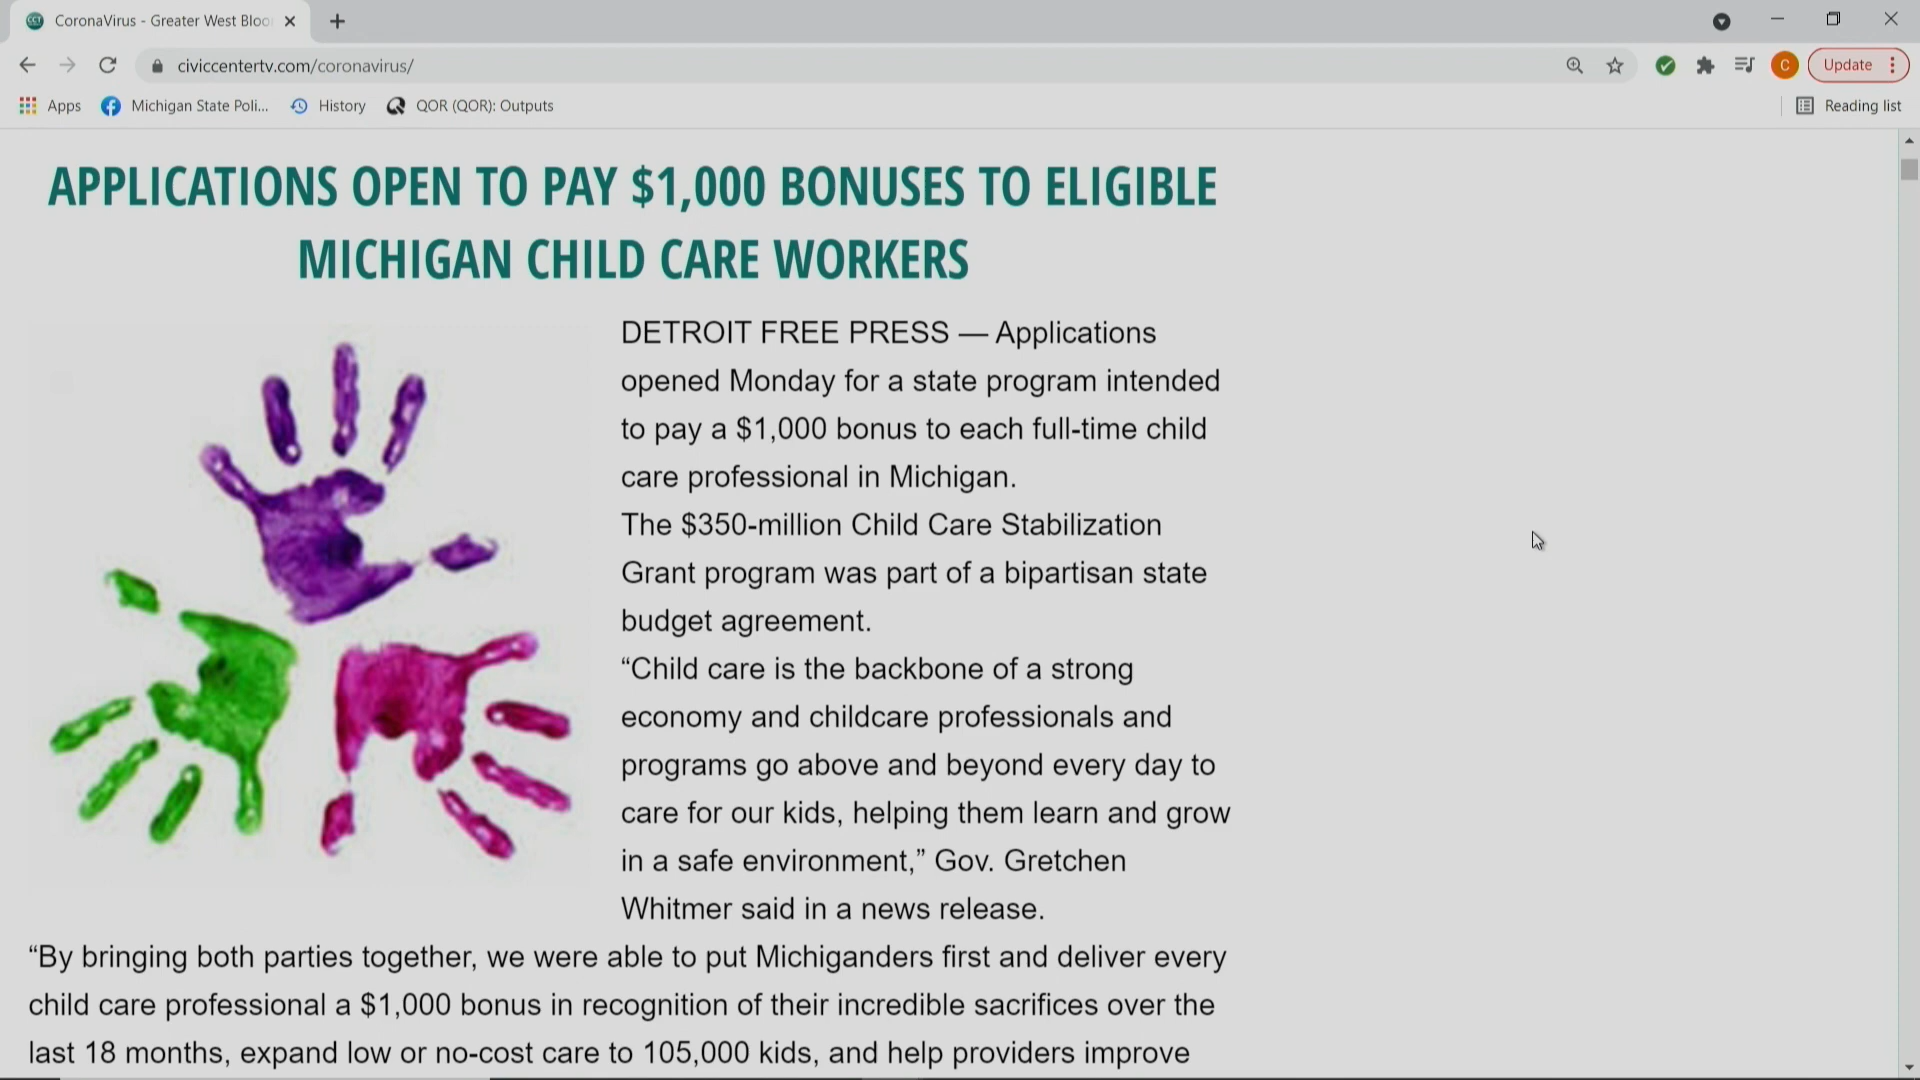 CoronaVirus - Greater West Bloo
civiccentertv.com/coronavirus/
C
Update
Apps
Michigan State Poli...
History
QOR (QOR): Outputs
Reading list
APPLICATIONS OPEN TO PAY $1,000 BONUSES TO ELIGIBLE
MICHIGAN CHILD CARE WORKERS
DETROIT FREE PRESS — Applications
opened Monday for a state program intended
to pay a $1,000 bonus to each full-time child
care professional in Michigan.
The $350-million Child Care Stabilization
Grant program was part of a bipartisan state
budget agreement.
“Child care is the backbone of a strong
economy and childcare professionals and
programs go above and beyond every day to
care for our kids, helping them learn and grow
in a safe environment,” Gov. Gretchen
Whitmer said in a news release.
“By bringing both parties together, we were able to put Michiganders first and deliver every
child care professional a $1,000 bonus in recognition of their incredible sacrifices over the
last 18 months, expand low or no-cost care to 105,000 kids, and help providers improve